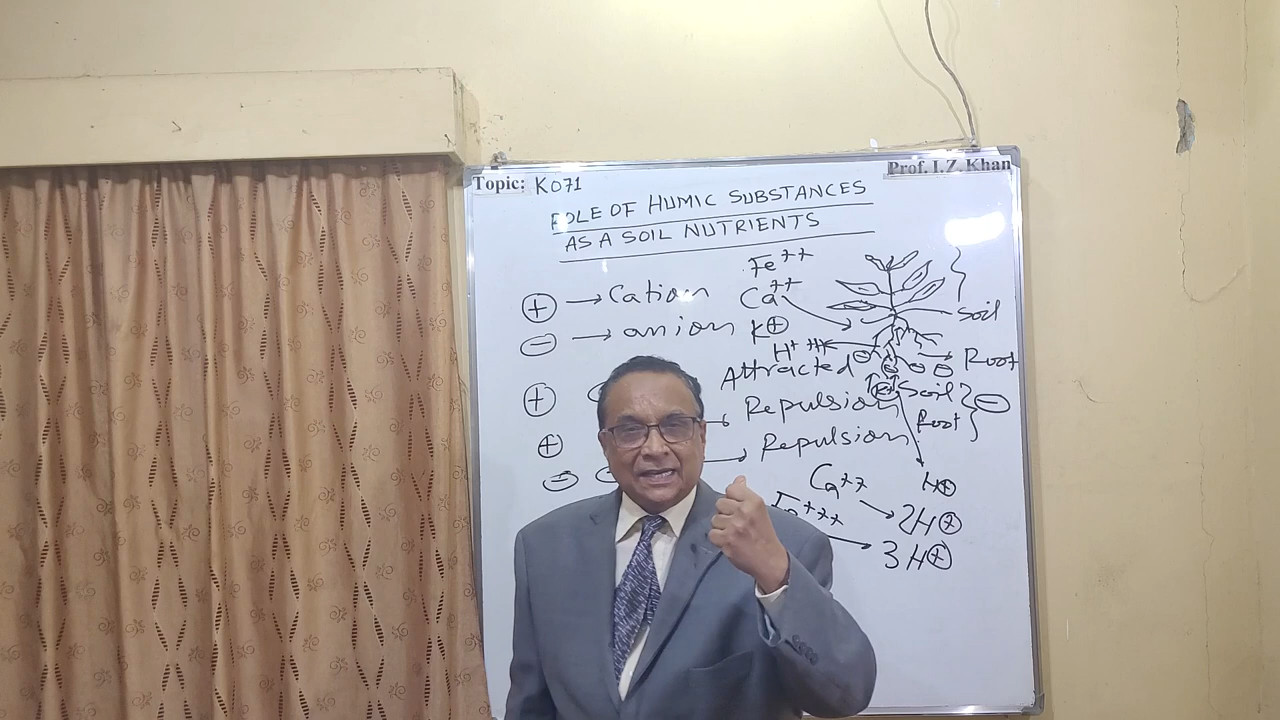 Topic: K071
Prof. I.Z. Khan
ROLE OF HUMIC SUBSTANCES
AS A SOIL NUTRIENTS
Fe++
⊕ → Cation
Ca++
⊖ → anion
K⊕
Soil
H+
Attracted
Root
⊕
Repulsion
Soil
Root
⊖
⊕
Repulsion
⊖
Ca++
H⊕
2H⊕
+++
3H⊕